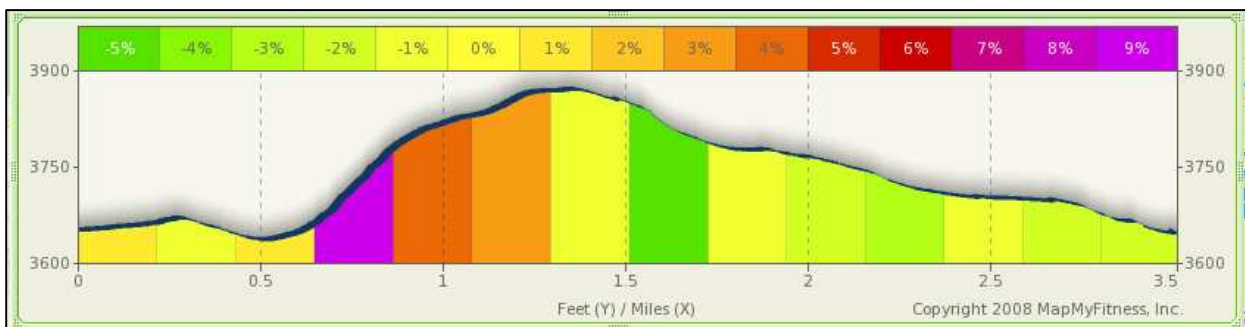 -5% -4% -3% -2% -1% 0% 1% 2% 3% 4% 5% 6% 7% 8% 9%
3900 3900
3750 3750
3600 3600
0 0.5 1 1.5 2 2.5 3.5
Feet (Y) / Miles (X) Copyright 2008 MapMyFitness, Inc.